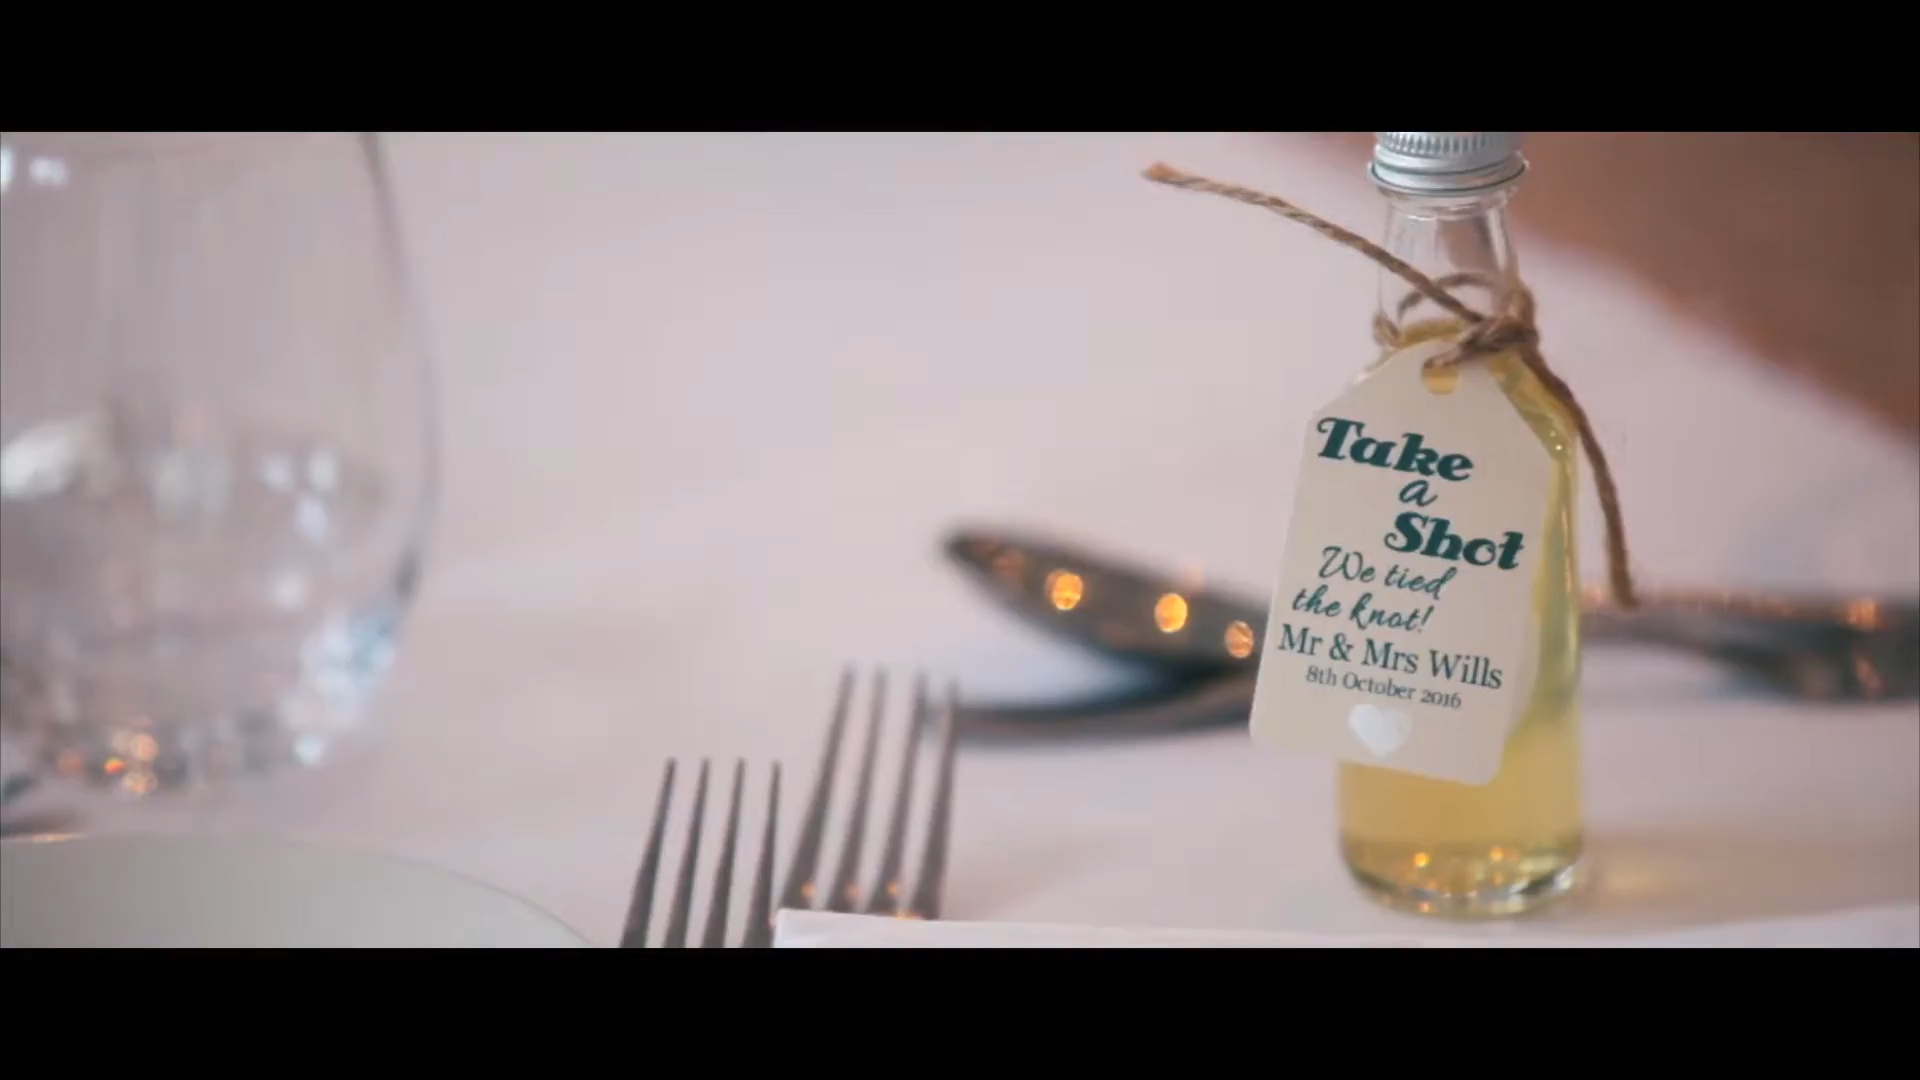 Take
a
Shot
We tied
the knot!
Mr & Mrs Wills
8th October 2016